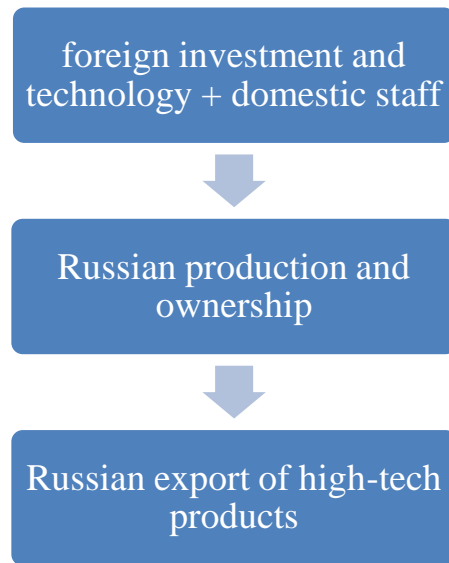 foreign investment and
technology + domestic staff
Russian production and
ownership
Russian export of high-tech
products